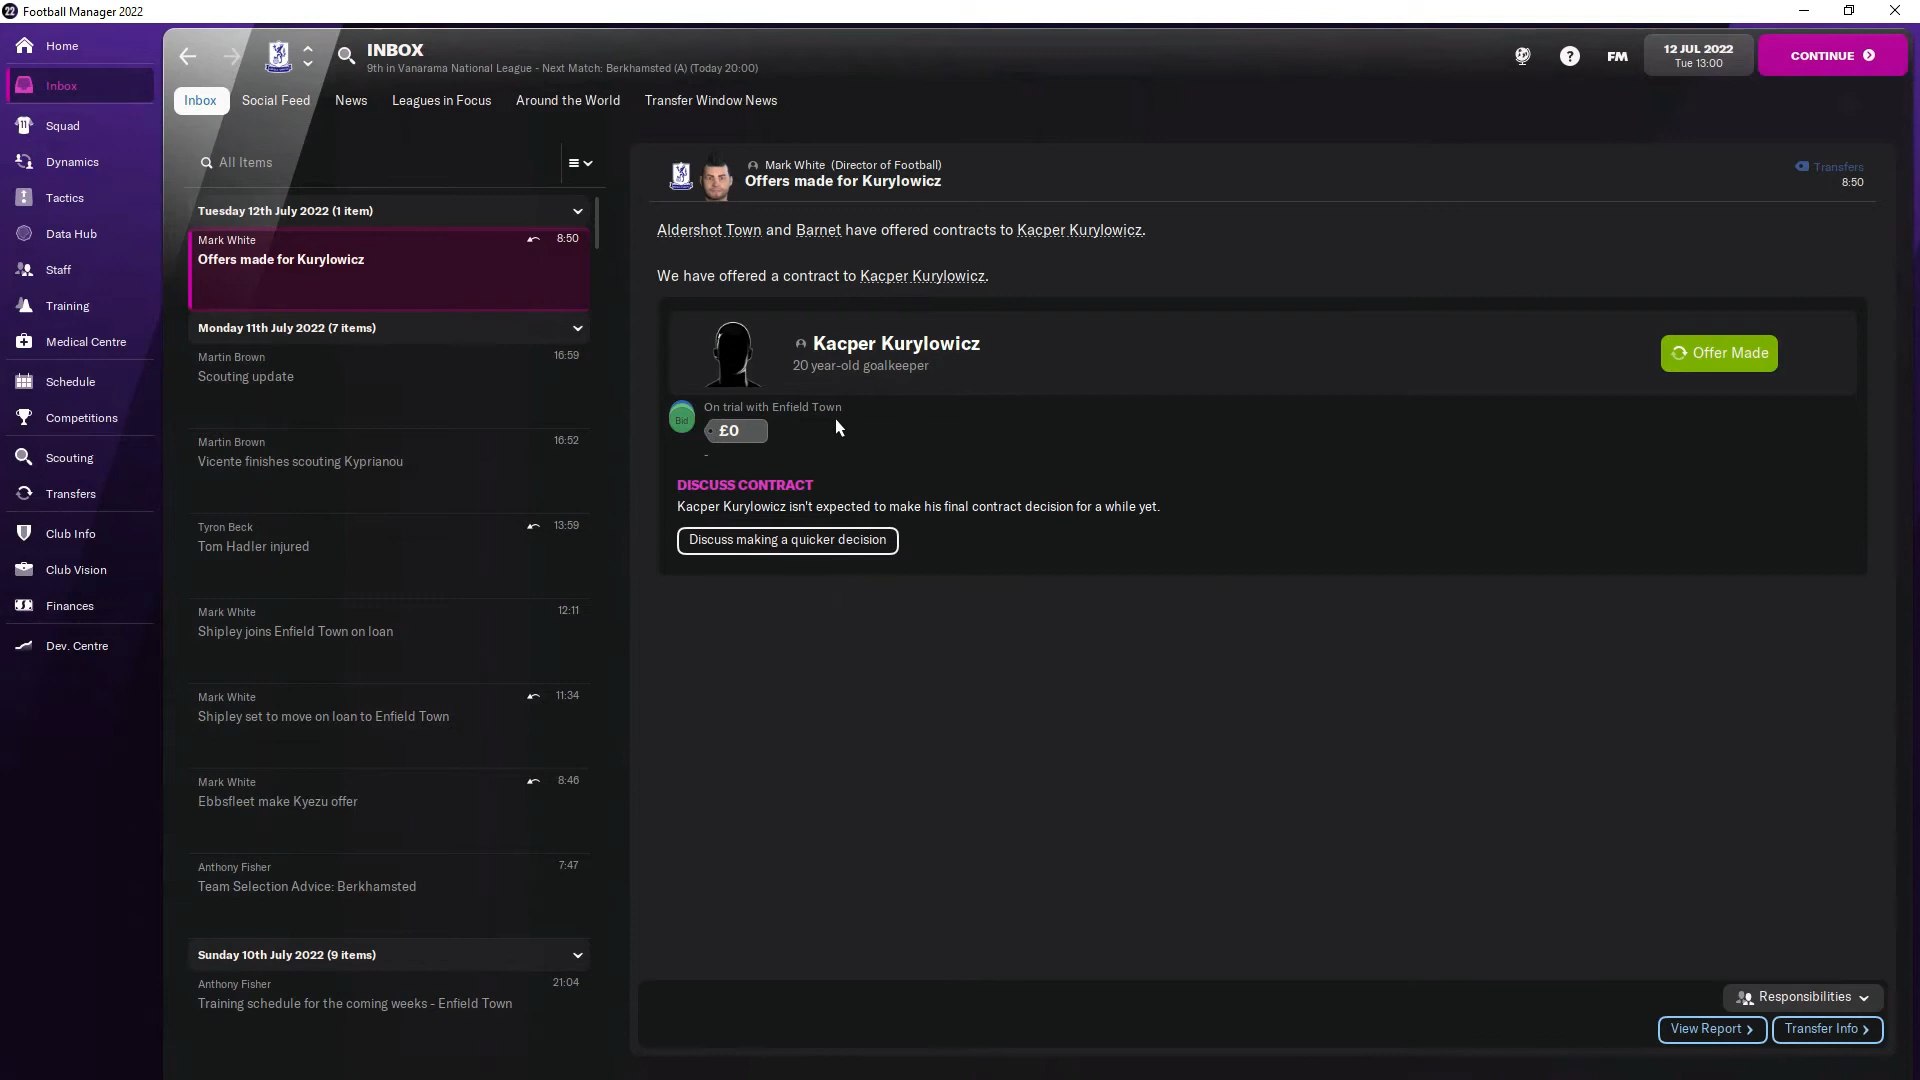 22 Football Manager 2022
Home
Inbox
Squad
Dynamics
Tactics
Data Hub
Staff
Training
Medical Centre
Schedule
Competitions
Scouting
Transfers
Club Info
Club Vision
Finances
Dev. Centre
INBOX
9th in Vanarama National League - Next Match: Berkhamsted (A) (Today 20:00)
FM
12 JUL 2022
Tue 13:00
CONTINUE
Inbox Social Feed News Leagues in Focus Around the World Transfer Window News
All Items
Tuesday 12th July 2022 (1 item)
Mark White 8:50
Offers made for Kurylowicz
Monday 11th July 2022 (7 items)
Martin Brown 16:59
Scouting update
Martin Brown 16:52
Vicente finishes scouting Kyprianou
Tyron Beck 13:59
Tom Hadler injured
Mark White 12:11
Shipley joins Enfield Town on loan
Mark White 11:34
Shipley set to move on loan to Enfield Town
Mark White 8:46
Ebbsfleet make Kyezu offer
Anthony Fisher 7:47
Team Selection Advice: Berkhamsted
Sunday 10th July 2022 (9 items)
Anthony Fisher 21:04
Training schedule for the coming weeks - Enfield Town
Mark White (Director of Football)
Offers made for Kurylowicz
Transfers
8:50
Aldershot Town and Barnet have offered contracts to Kacper Kurylowicz.
We have offered a contract to Kacper Kurylowicz.
Kacper Kurylowicz
20 year-old goalkeeper
Offer Made
On trial with Enfield Town
Bid
£0
-
DISCUSS CONTRACT
Kacper Kurylowicz isn't expected to make his final contract decision for a while yet.
Discuss making a quicker decision
Responsibilities
View Report
Transfer Info